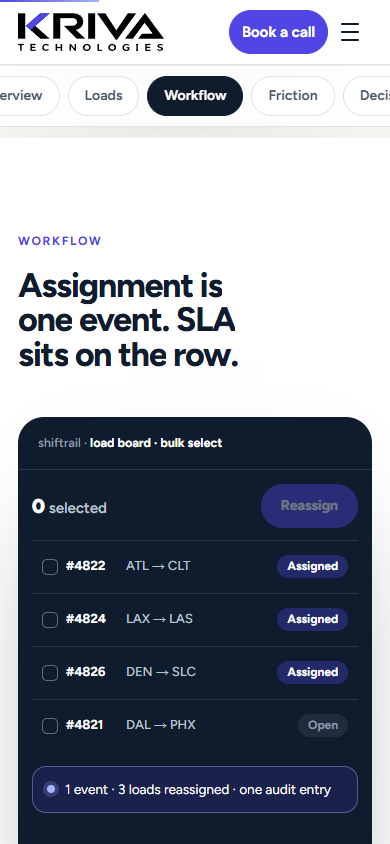 KRIVA
TECHNOLOGIES
Book a call
erview
Loads
Workflow
Friction
Decis
WORKFLOW
Assignment is
one event. SLA
sits on the row.
shiftrail · load board · bulk select
0 selected
Reassign
#4822 ATL → CLT Assigned
#4824 LAX → LAS Assigned
#4826 DEN → SLC Assigned
#4821 DAL → PHX Open
1 event · 3 loads reassigned · one audit entry